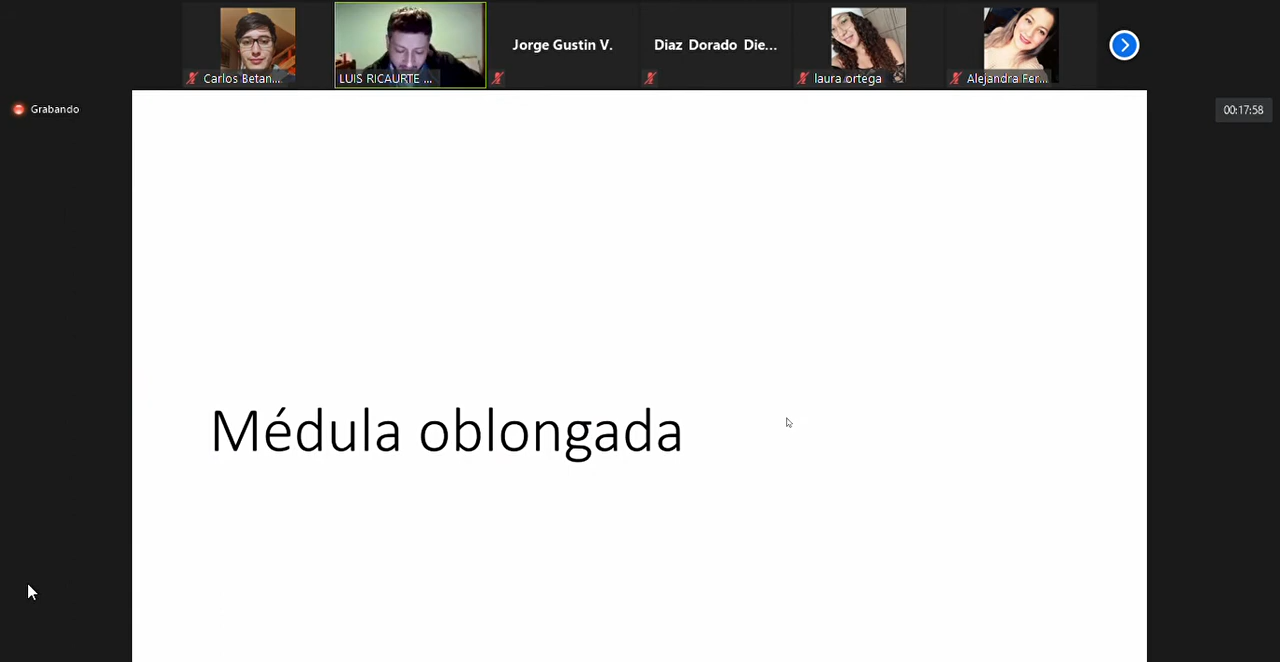 Carlos Betan...
LUIS RICAURTE ...
Jorge Gustin V.
Diaz Dorado Die...
laura ortega
Alejandra Fer...
Grabando
00:17:58
Médula oblongada